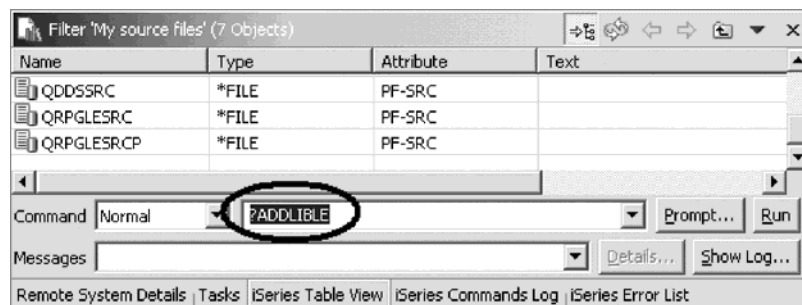 Filter 'My source files' (7 Objects)
Name Type Attribute Text
QDDSSRC *FILE PF-SRC
QRPGLESRC *FILE PF-SRC
QRPGLESRCP *FILE PF-SRC
Command Normal ?ADDLIBLE Prompt... Run
Messages Details... Show Log...
Remote System Details Tasks iSeries Table View iSeries Commands Log iSeries Error List